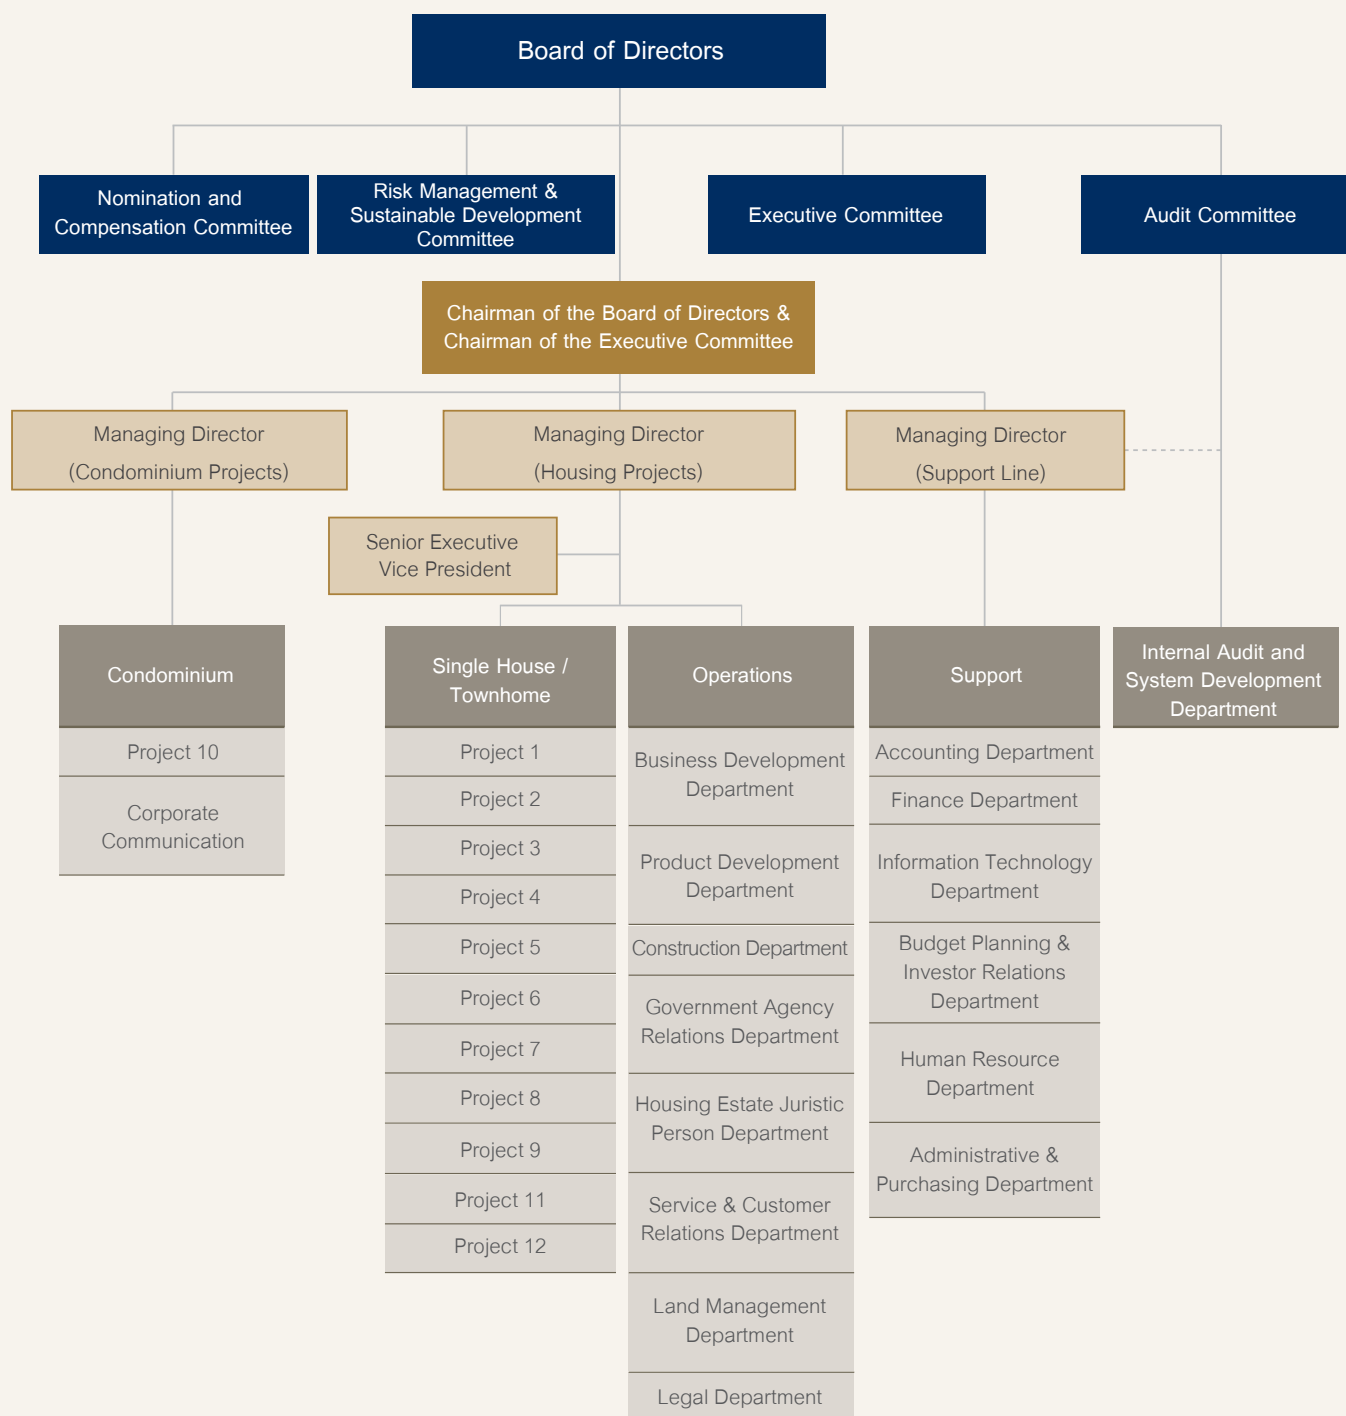 Board of Directors
Nomination and
Compensation Committee
Risk Management &
Sustainable Development
Committee
Executive Committee
Audit Committee
Chairman of the Board of Directors &
Chairman of the Executive Committee
Managing Director
(Condominium Projects)
Managing Director
(Housing Projects)
Managing Director
(Support Line)
Senior Executive
Vice President
Condominium
Project 10
Corporate
Communication
Single House /
Townhome
Project 1
Project 2
Project 3
Project 4
Project 5
Project 6
Project 7
Project 8
Project 9
Project 11
Project 12
Operations
Business Development
Department
Product Development
Department
Construction Department
Government Agency
Relations Department
Housing Estate Juristic
Person Department
Service & Customer
Relations Department
Land Management
Department
Legal Department
Support
Accounting Department
Finance Department
Information Technology
Department
Budget Planning &
Investor Relations
Department
Human Resource
Department
Administrative &
Purchasing Department
Internal Audit and
System Development
Department